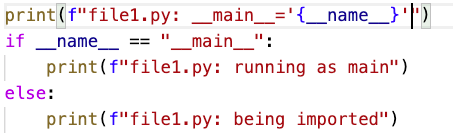 print(f"file1.py: __main__='{__name__}'")
if __name__ == "__main__":
    print(f"file1.py: running as main")
else:
    print(f"file1.py: being imported")